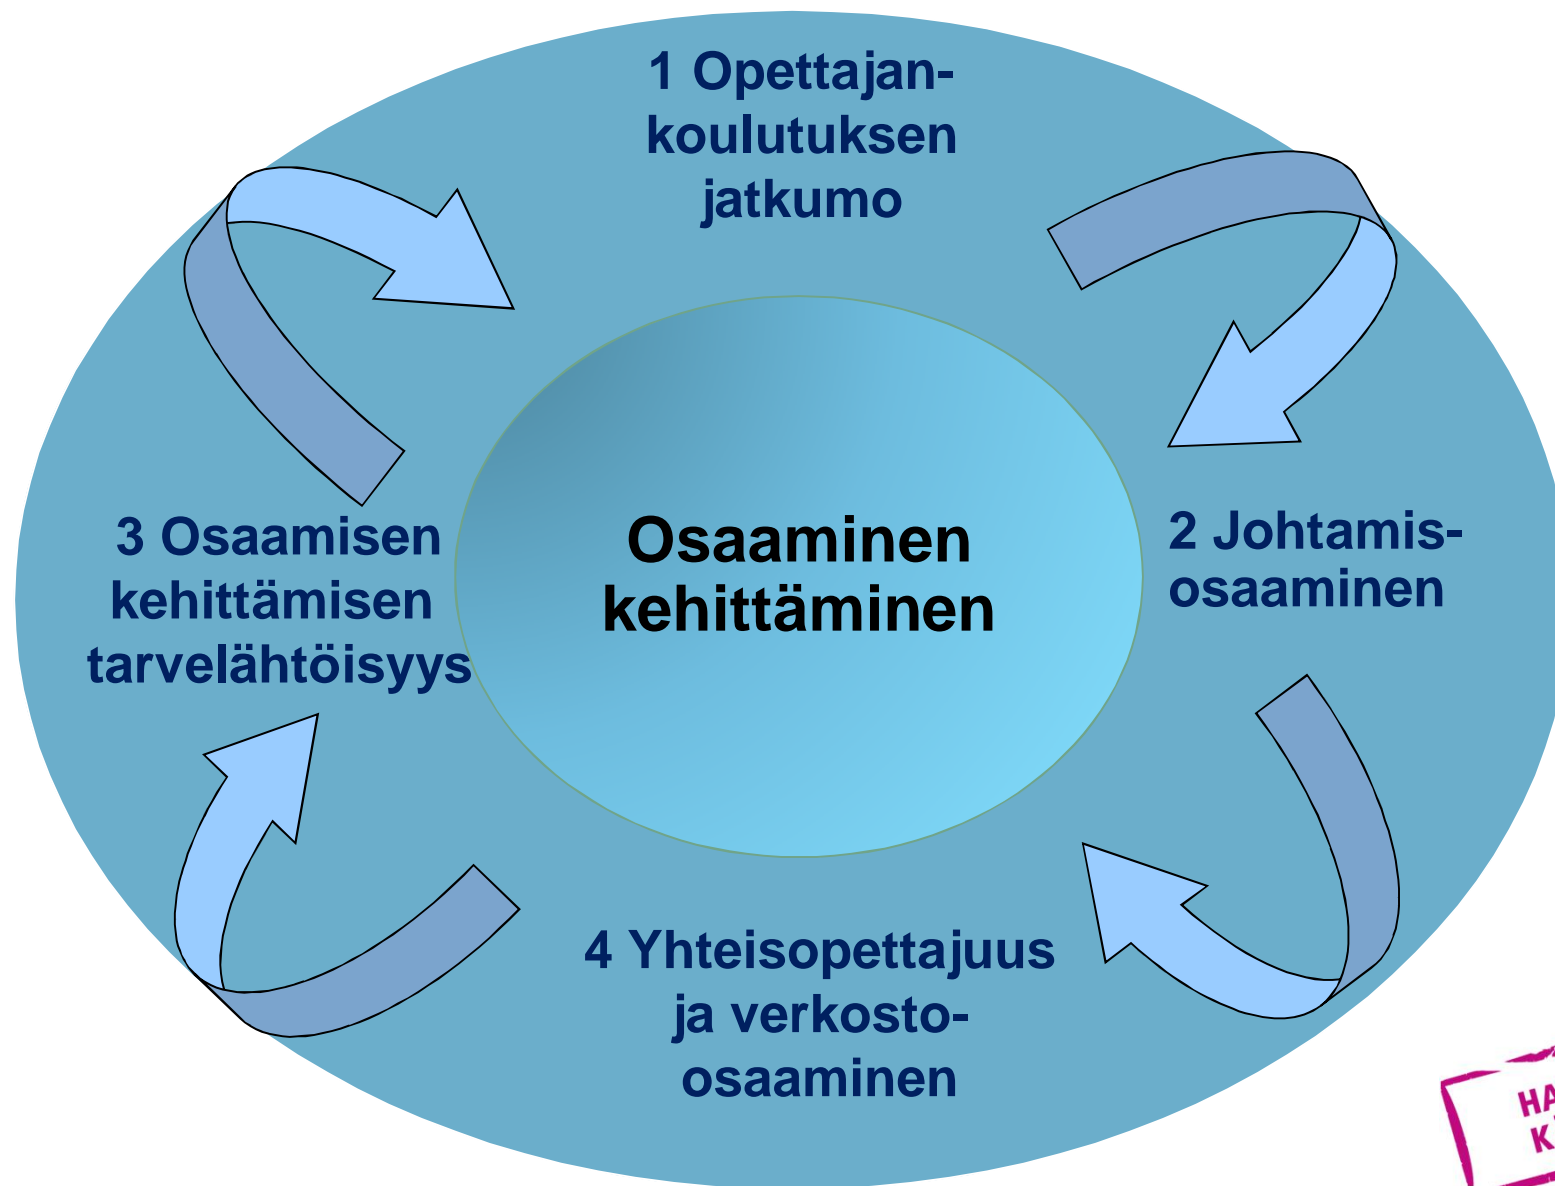 1 Opettajan-
koulutuksen
jatkumo
2 Johtamis-
osaaminen
3 Osaamisen
kehittämisen
tarvelähtöisyys
Osaaminen
kehittäminen
4 Yhteisopettajuus
ja verkosto-
osaaminen